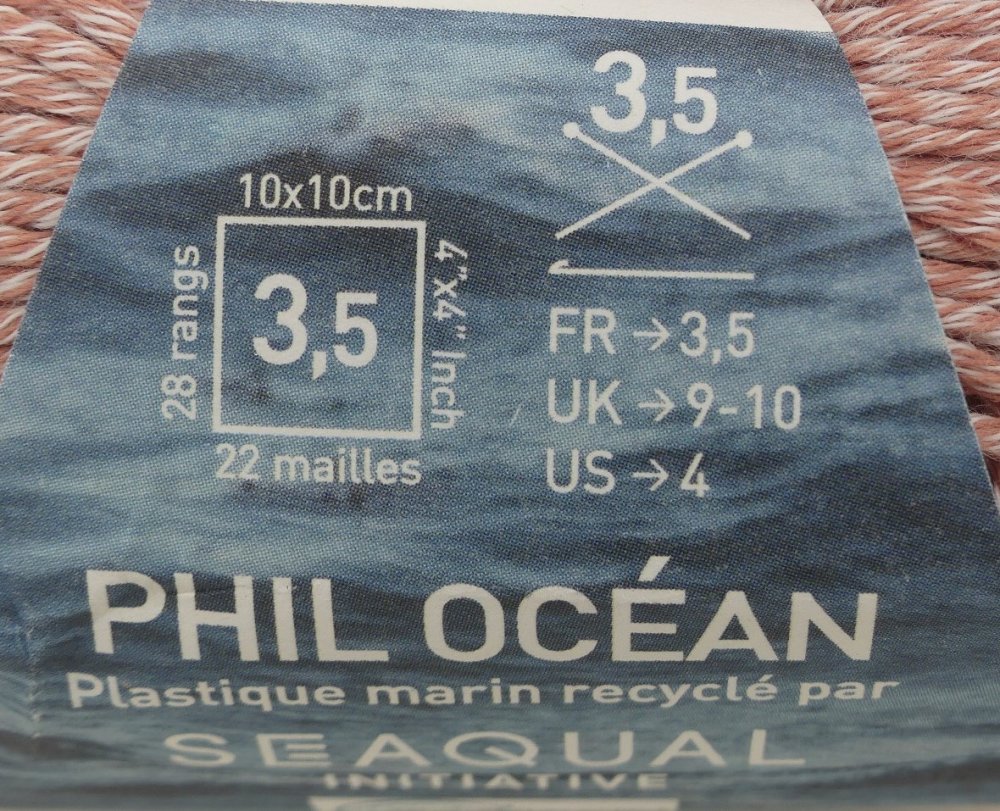 3,5
10x10cm
28 rangs
3,5
4"x4" Inch
22 mailles
FR → 3,5
UK → 9-10
US → 4
PHIL OCÉAN
Plastique marin recyclé par
SEAQUAL
INITIATIVE